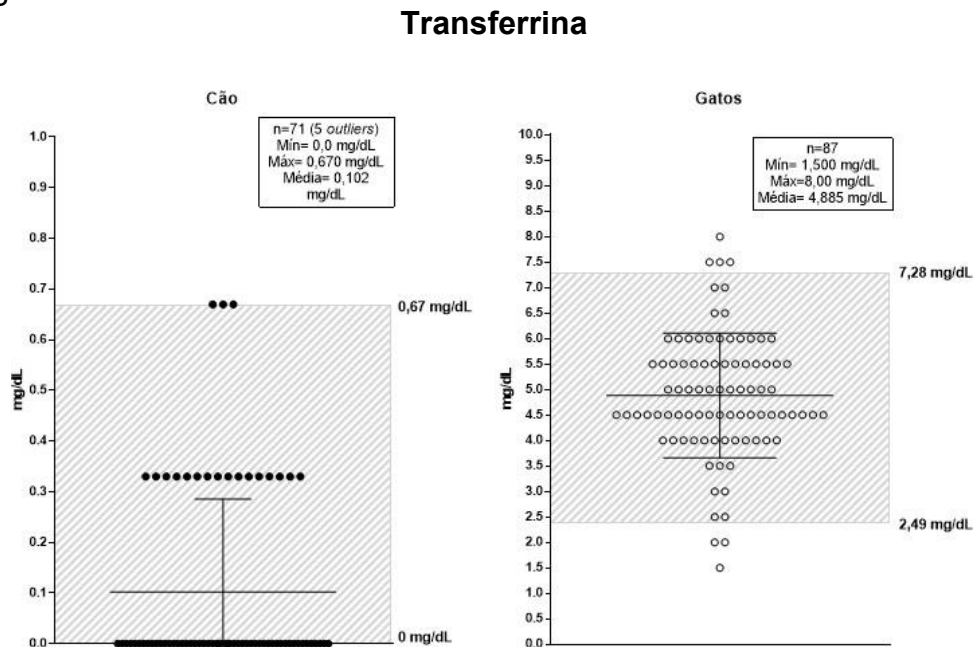 Transferrina
Cão
n=71 (5 outliers)
Mín= 0,0 mg/dL
Máx= 0,670 mg/dL
Média= 0,102
mg/dL
mg/dL
1.0
0.9
0.8
0.7
0.6
0.5
0.4
0.3
0.2
0.1
0.0
0,67 mg/dL
0 mg/dL
Gatos
n=87
Mín= 1,500 mg/dL
Máx=8,00 mg/dL
Média= 4,885 mg/dL
mg/dL
10.0
9.5
9.0
8.5
8.0
7.5
7.0
6.5
6.0
5.5
5.0
4.5
4.0
3.5
3.0
2.5
2.0
1.5
1.0
0.5
0.0
7,28 mg/dL
2,49 mg/dL